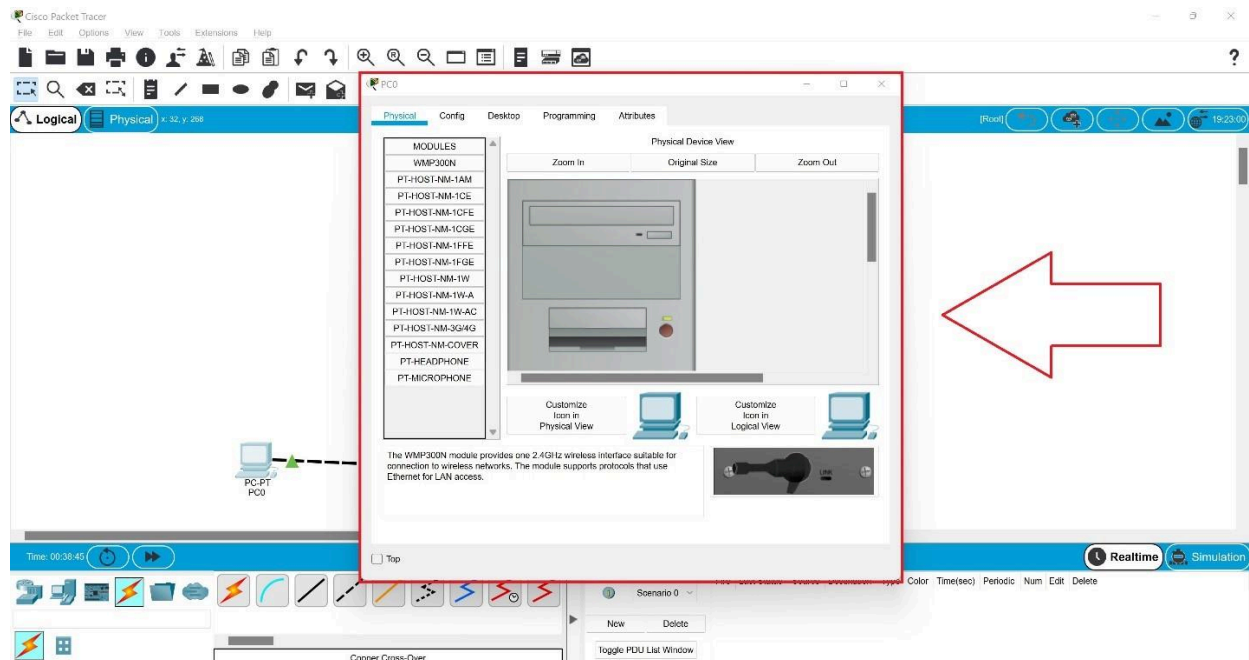 Cisco Packet Tracer
File Edit Options View Tools Extensions Help
?
PC0
Logical Physical x: 32, y: 268
[Root] 19:23:00
Physical Config Desktop Programming Attributes
MODULES
WMP300N
PT-HOST-NM-1AM
PT-HOST-NM-1CE
PT-HOST-NM-1CFE
PT-HOST-NM-1CGE
PT-HOST-NM-1FFE
PT-HOST-NM-1FGE
PT-HOST-NM-1W
PT-HOST-NM-1W-A
PT-HOST-NM-1W-AC
PT-HOST-NM-3G/4G
PT-HOST-NM-COVER
PT-HEADPHONE
PT-MICROPHONE
Physical Device View
Zoom In Original Size Zoom Out
Customize
Icon in
Physical View
Customize
Icon in
Logical View
The WMP300N module provides one 2.4GHz wireless interface suitable for
connection to wireless networks. The module supports protocols that use
Ethernet for LAN access.
LINK
Top
PC-PT
PC0
Time: 00:38:45
Realtime Simulation
Scenario 0
Color Time(sec) Periodic Num Edit Delete
New Delete
Toggle PDU List Window
Copper Cross-Over